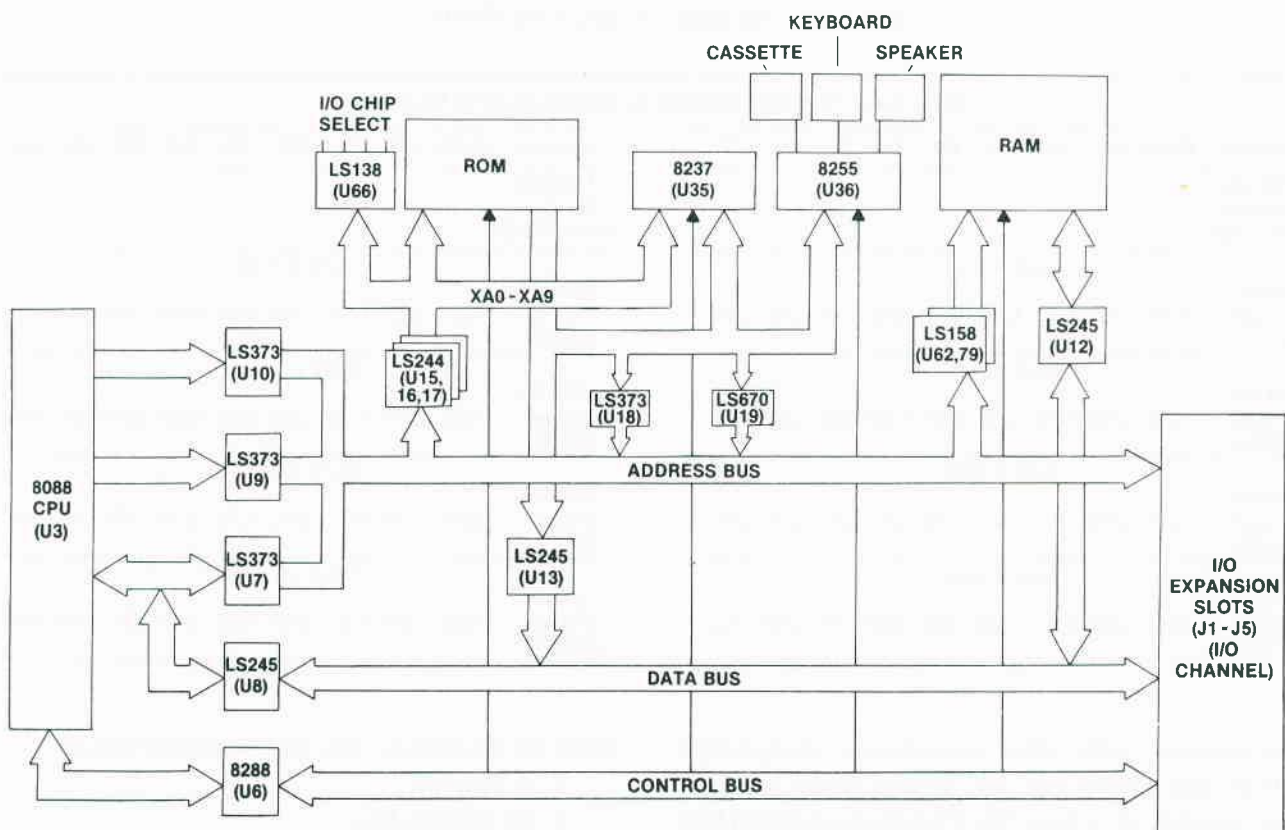 KEYBOARD
CASSETTE
SPEAKER
I/O CHIP
SELECT
LS138
(U66)
ROM
8237
(U35)
8255
(U36)
RAM
XA0 - XA9
LS373
(U10)
LS244
(U15,
16,17)
LS373
(U18)
LS670
(U19)
LS158
(U62,79)
LS245
(U12)
8088
CPU
(U3)
LS373
(U9)
ADDRESS BUS
LS373
(U7)
LS245
(U13)
I/O
EXPANSION
SLOTS
(J1 - J5)
(I/O
CHANNEL)
LS245
(U8)
DATA BUS
8288
(U6)
CONTROL BUS